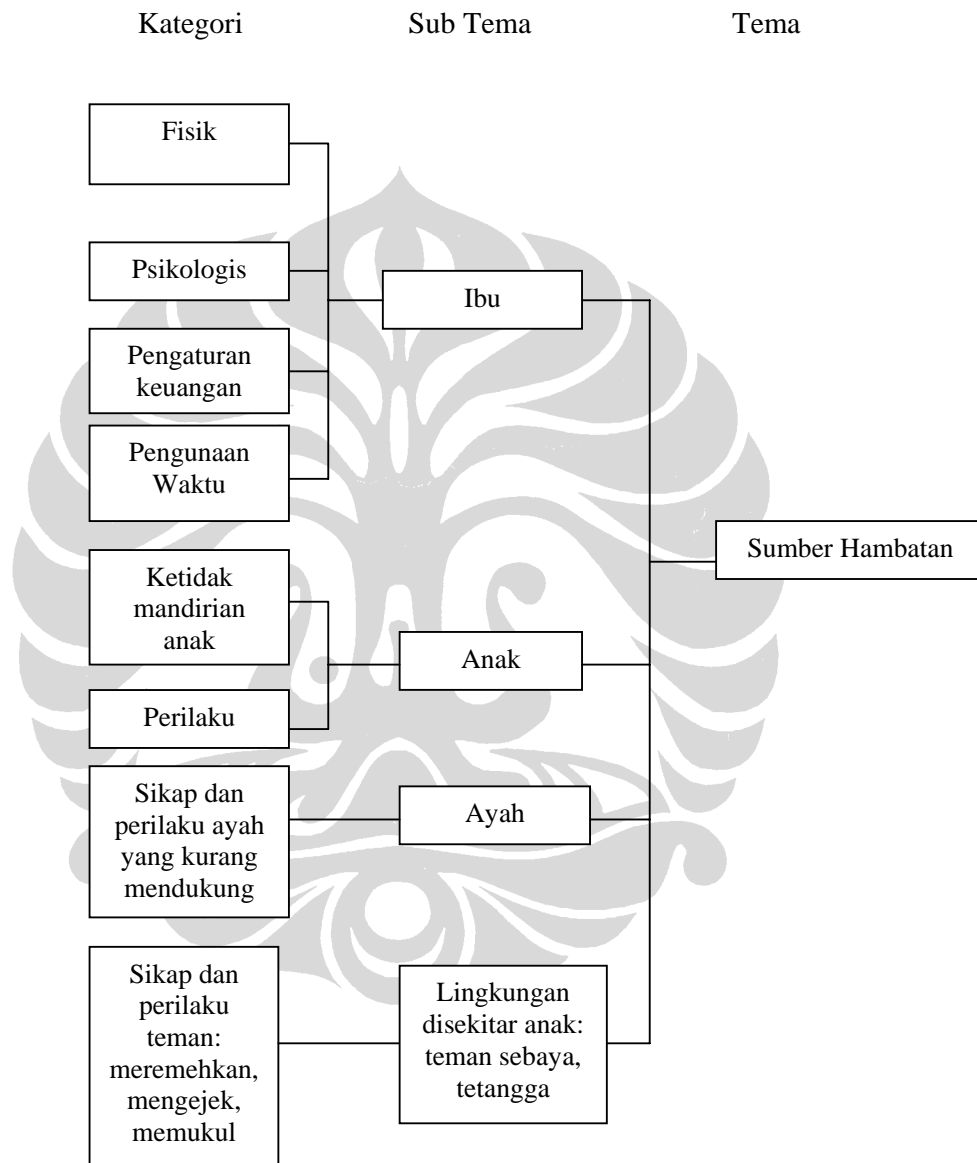 Kategori Sub Tema Tema
Fisik
Psikologis
Ibu
Pengaturan
keuangan
Pengunaan
Waktu
Sumber Hambatan
Ketidak
mandirian
anak
Anak
Perilaku
Sikap dan
perilaku ayah
yang kurang
mendukung
Ayah
Sikap dan
perilaku
teman:
meremehkan,
mengejek,
memukul
Lingkungan
disekitar anak:
teman sebaya,
tetangga